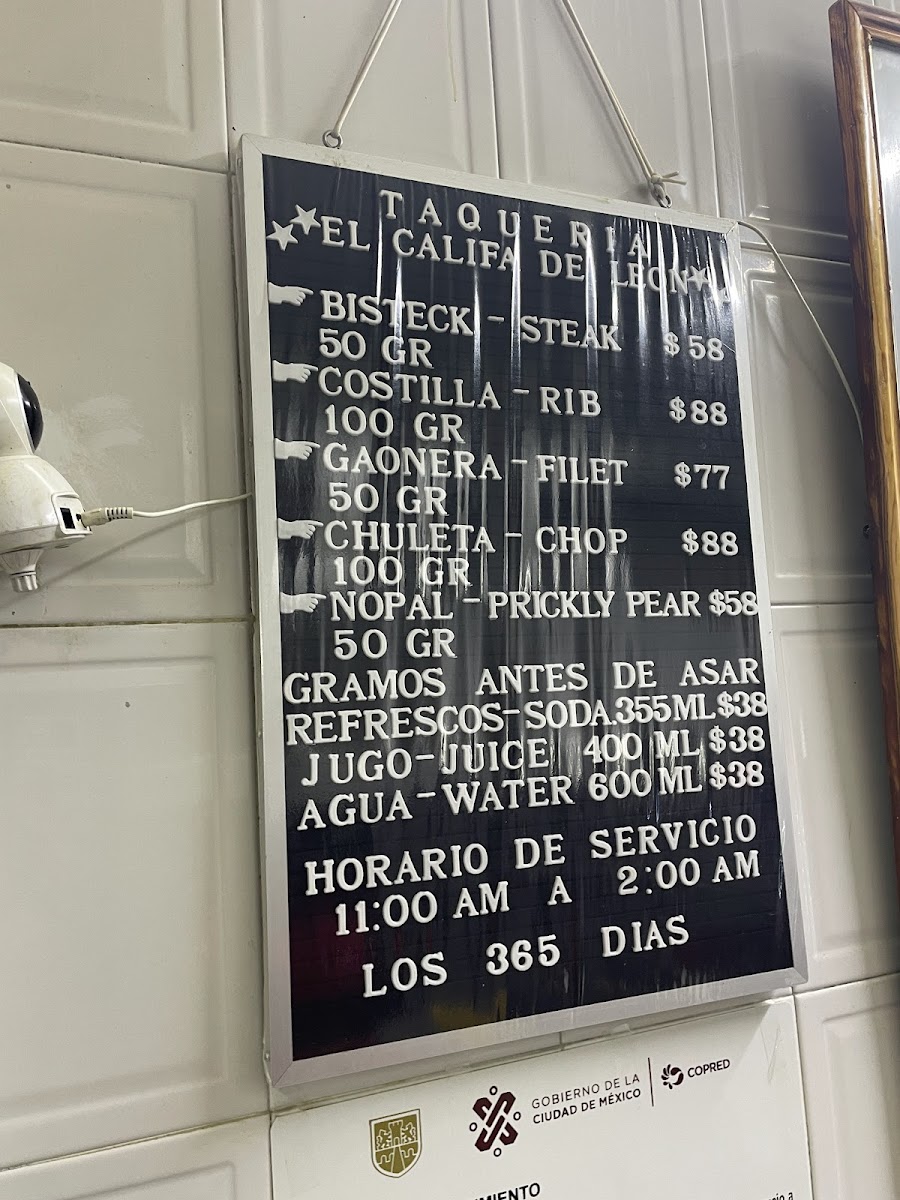 TAQUERIA
EL CALIFA DE LEON
BISTECK - STEAK $58
50 GR
COSTILLA - RIB $88
100 GR
GAONERA - FILET $77
50 GR
CHULETA - CHOP $88
100 GR
NOPAL - PRICKLY PEAR $58
50 GR
GRAMOS ANTES DE ASAR
REFRESCOS-SODA.355ML $38
JUGO-JUICE 400 ML $38
AGUA-WATER 600 ML $38
HORARIO DE SERVICIO
11:00 AM A 2:00 AM
LOS 365 DIAS
GOBIERNO DE LA
CIUDAD DE MÉXICO
COPRED